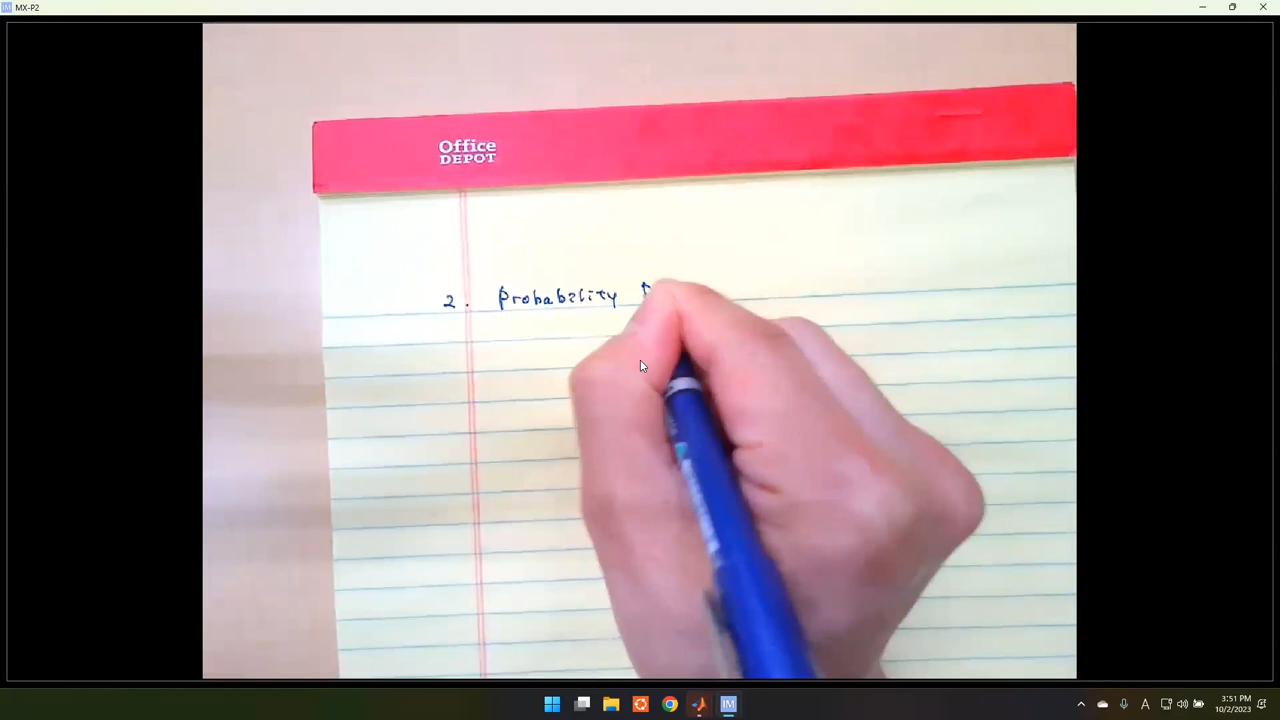 MX-P2
Office
DEPOT
2. Probability
3:51 PM
10/2/2023